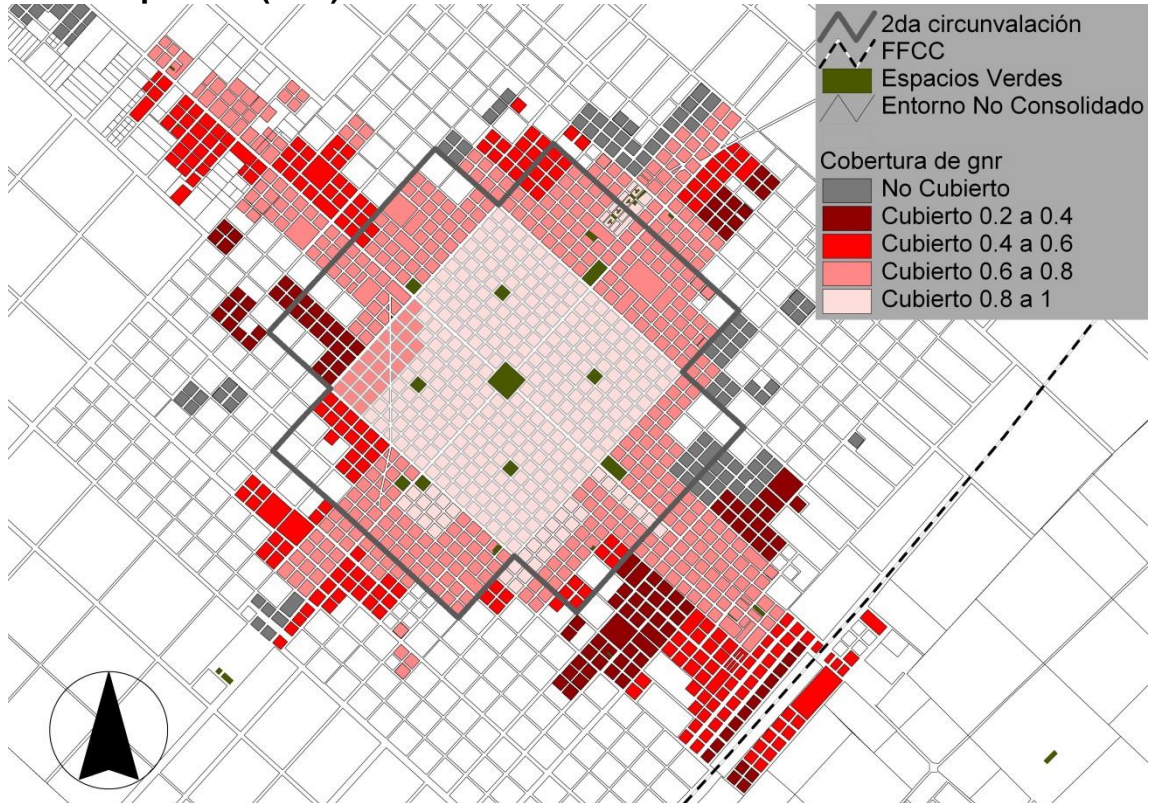 2da circunvalación
FFCC
Espacios Verdes
Entorno No Consolidado
Cobertura de gnr
No Cubierto
Cubierto 0.2 a 0.4
Cubierto 0.4 a 0.6
Cubierto 0.6 a 0.8
Cubierto 0.8 a 1